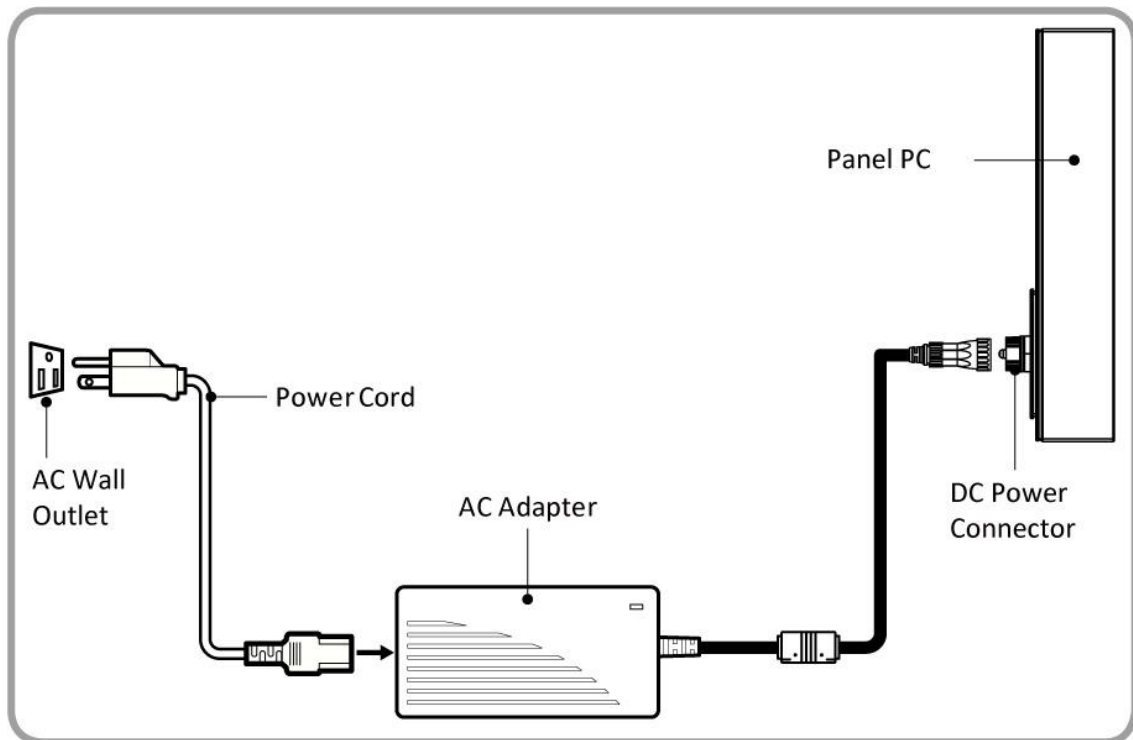 Panel PC
Power Cord
AC Wall
Outlet
AC Adapter
DC Power
Connector